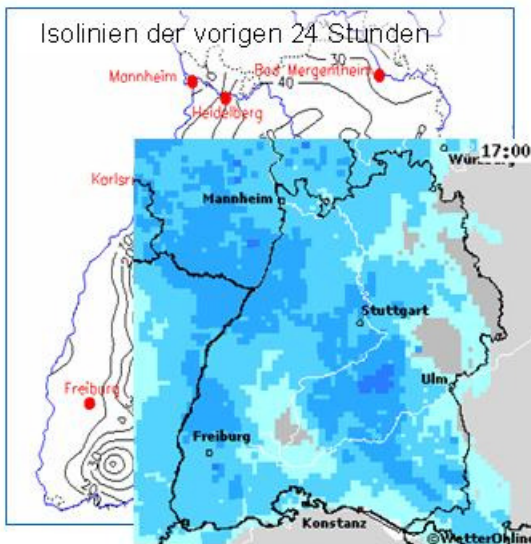 Isolinien der vorigen 24 Stunden
30
Mannheim
Bad Mergentheim
40
Heidelberg
17:00
Würzburg
Karlsr
Mannheim
Stuttgart
Ulm
Freiburg
Freiburg
30
Konstanz
©WetterOnline